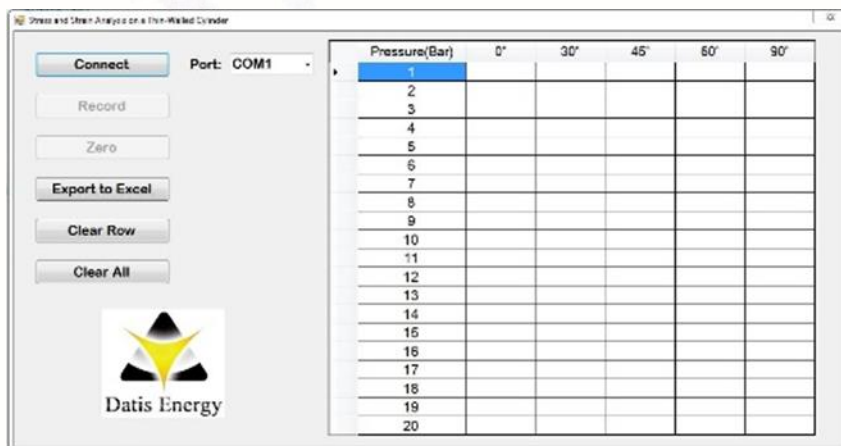 Stress and Strain Analysis on a Thin-Walled Cylinder
Connect
Port: COM1
Record
Zero
Export to Excel
Clear Row
Clear All
Datis Energy
Pressure(Bar) 0° 30° 45° 60° 90°
1
2
3
4
5
6
7
8
9
10
11
12
13
14
15
16
17
18
19
20